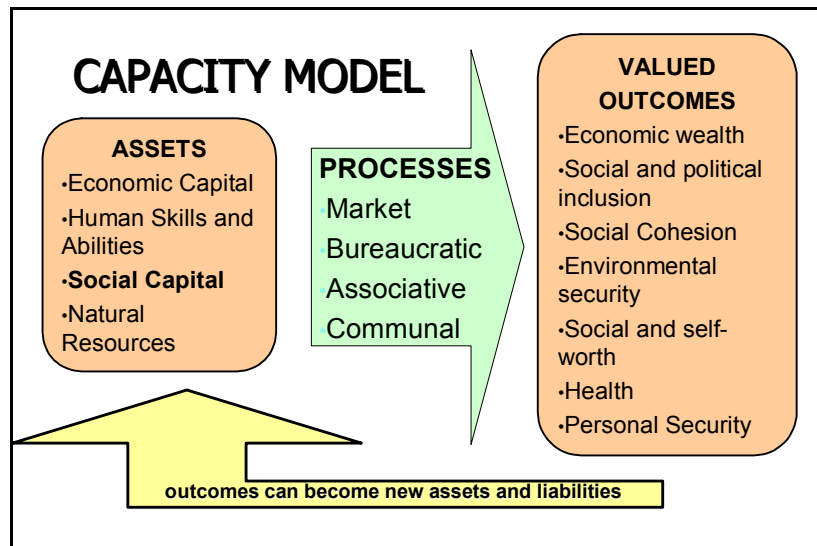 CAPACITY MODEL
ASSETS
•Economic Capital
•Human Skills and
Abilities
•Social Capital
•Natural
Resources
PROCESSES
•Market
•Bureaucratic
•Associative
•Communal
VALUED
OUTCOMES
•Economic wealth
•Social and political
inclusion
•Social Cohesion
•Environmental
security
•Social and self-
worth
•Health
•Personal Security
outcomes can become new assets and liabilities